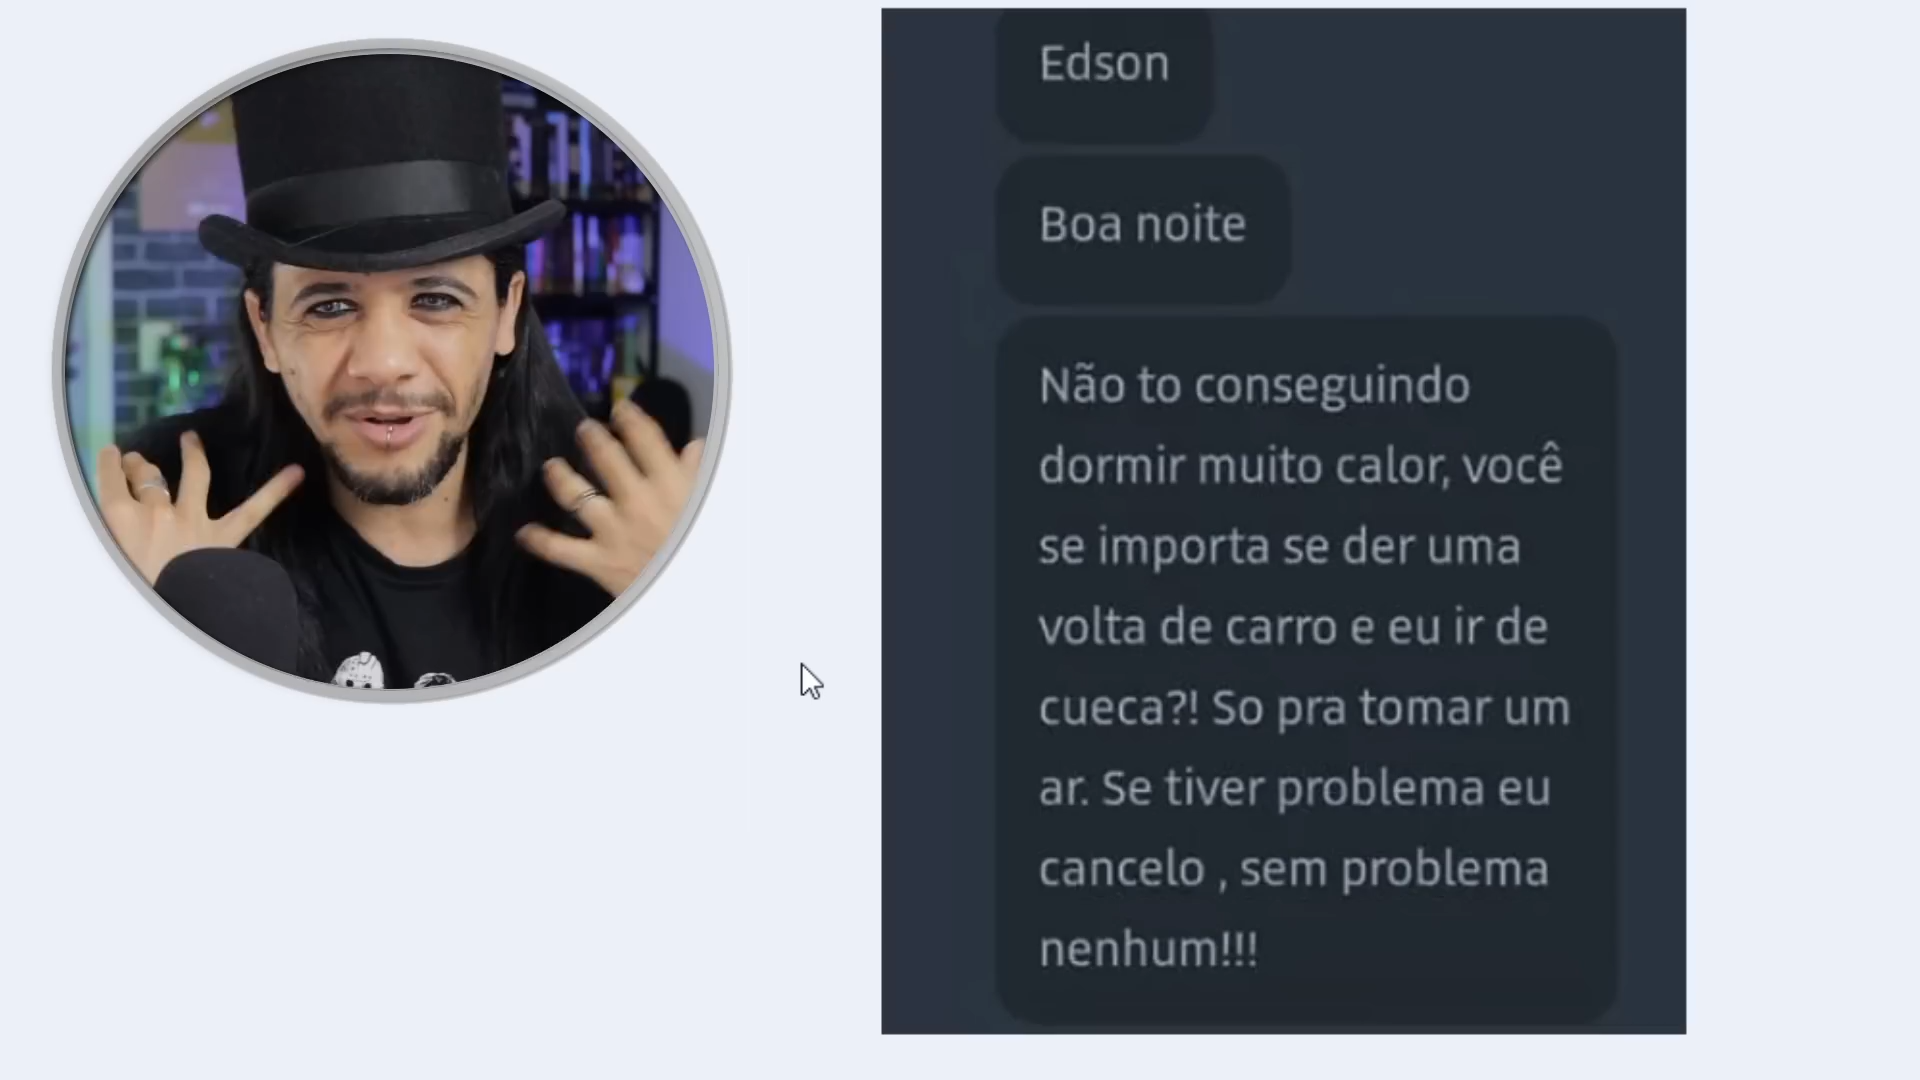 Edson
Boa noite
Não to conseguindo
dormir muito calor, você
se importa se der uma
volta de carro e eu ir de
cueca?! So pra tomar um
ar. Se tiver problema eu
cancelo , sem problema
nenhum!!!